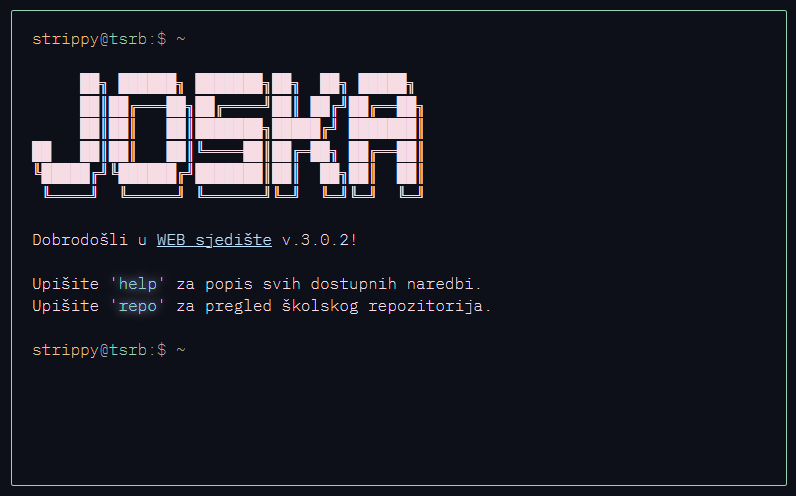 strippy@tsrb:$ ~
JOSKA
Dobrodošli u WEB sjedište v.3.0.2!
Upišite 'help' za popis svih dostupnih naredbi.
Upišite 'repo' za pregled školskog repozitorija.
strippy@tsrb:$ ~